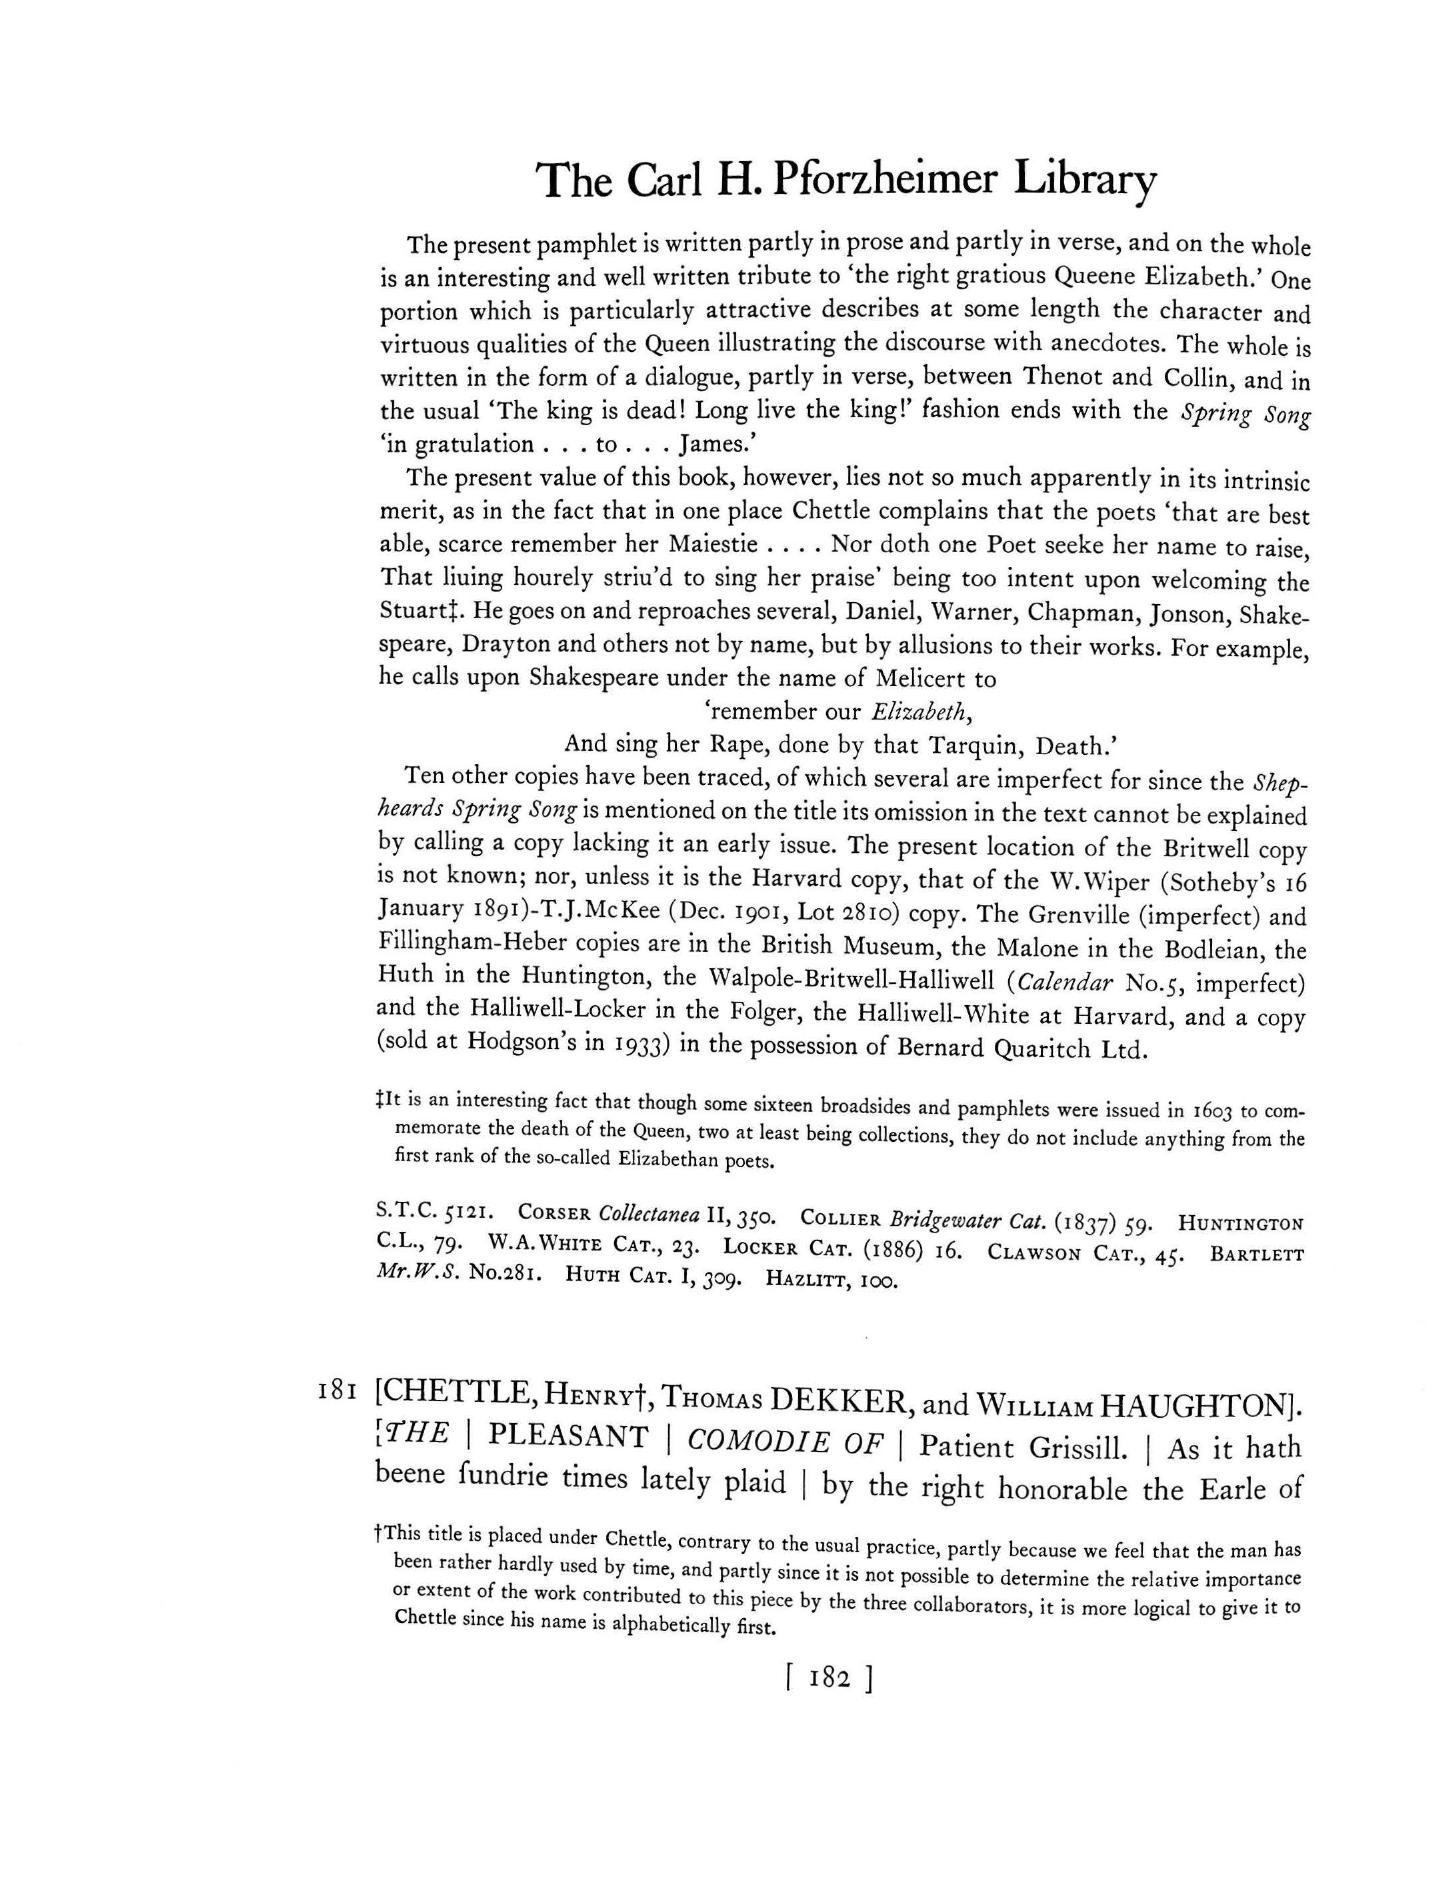 The Carl H. Pforzheimer Library
The present pamphlet is written partly in prose and partly in verse, and on the whole
is an interesting and well written tribute to ‘the right gratious Queene Elizabeth.’ One
portion which is particularly attractive describes at some length the character and
virtuous qualities of the Queen illustrating the discourse with anecdotes. The whole is
written in the form of a dialogue, partly in verse, between Thenot and Collin, and in
the usual ‘The king is dead! Long live the king!’ fashion ends with the Spring Song
‘in gratulation . . . to . . . James.’
The present value of this book, however, lies not so much apparently in its intrinsic
merit, as in the fact that in one place Chettle complains that the poets ‘that are best
able, scarce remember her Maiestie . . . . Nor doth one Poet seeke her name to raise,
That liuing hourely striu'd to sing her praise’ being too intent upon welcoming the
Stuart‡. He goes on and reproaches several, Daniel, Warner, Chapman, Jonson, Shake-
speare, Drayton and others not by name, but by allusions to their works. For example,
he calls upon Shakespeare under the name of Melicert to
‘remember our Elizabeth,
And sing her Rape, done by that Tarquin, Death.’
Ten other copies have been traced, of which several are imperfect for since the Shep-
heards Spring Song is mentioned on the title its omission in the text cannot be explained
by calling a copy lacking it an early issue. The present location of the Britwell copy
is not known; nor, unless it is the Harvard copy, that of the W.Wiper (Sotheby's 16
January 1891)-T.J.McKee (Dec. 1901, Lot 2810) copy. The Grenville (imperfect) and
Fillingham-Heber copies are in the British Museum, the Malone in the Bodleian, the
Huth in the Huntington, the Walpole-Britwell-Halliwell (Calendar No.5, imperfect)
and the Halliwell-Locker in the Folger, the Halliwell-White at Harvard, and a copy
(sold at Hodgson's in 1933) in the possession of Bernard Quaritch Ltd.
‡It is an interesting fact that though some sixteen broadsides and pamphlets were issued in 1603 to com-
memorate the death of the Queen, two at least being collections, they do not include anything from the
first rank of the so-called Elizabethan poets.
S.T.C. 5121. CORSER Collectanea II, 350. COLLIER Bridgewater Cat. (1837) 59. HUNTINGTON
C.L., 79. W.A.WHITE CAT., 23. LOCKER CAT. (1886) 16. CLAWSON CAT., 45. BARTLETT
Mr.W.S. No.281. HUTH CAT. I, 309. HAZLITT, 100.
181 [CHETTLE, HENRY†, THOMAS DEKKER, and WILLIAM HAUGHTON].
[THE | PLEASANT | COMODIE OF | Patient Grissill. | As it hath
beene ſundrie times lately plaid | by the right honorable the Earle of
†This title is placed under Chettle, contrary to the usual practice, partly because we feel that the man has
been rather hardly used by time, and partly since it is not possible to determine the relative importance
or extent of the work contributed to this piece by the three collaborators, it is more logical to give it to
Chettle since his name is alphabetically first.
[ 182 ]